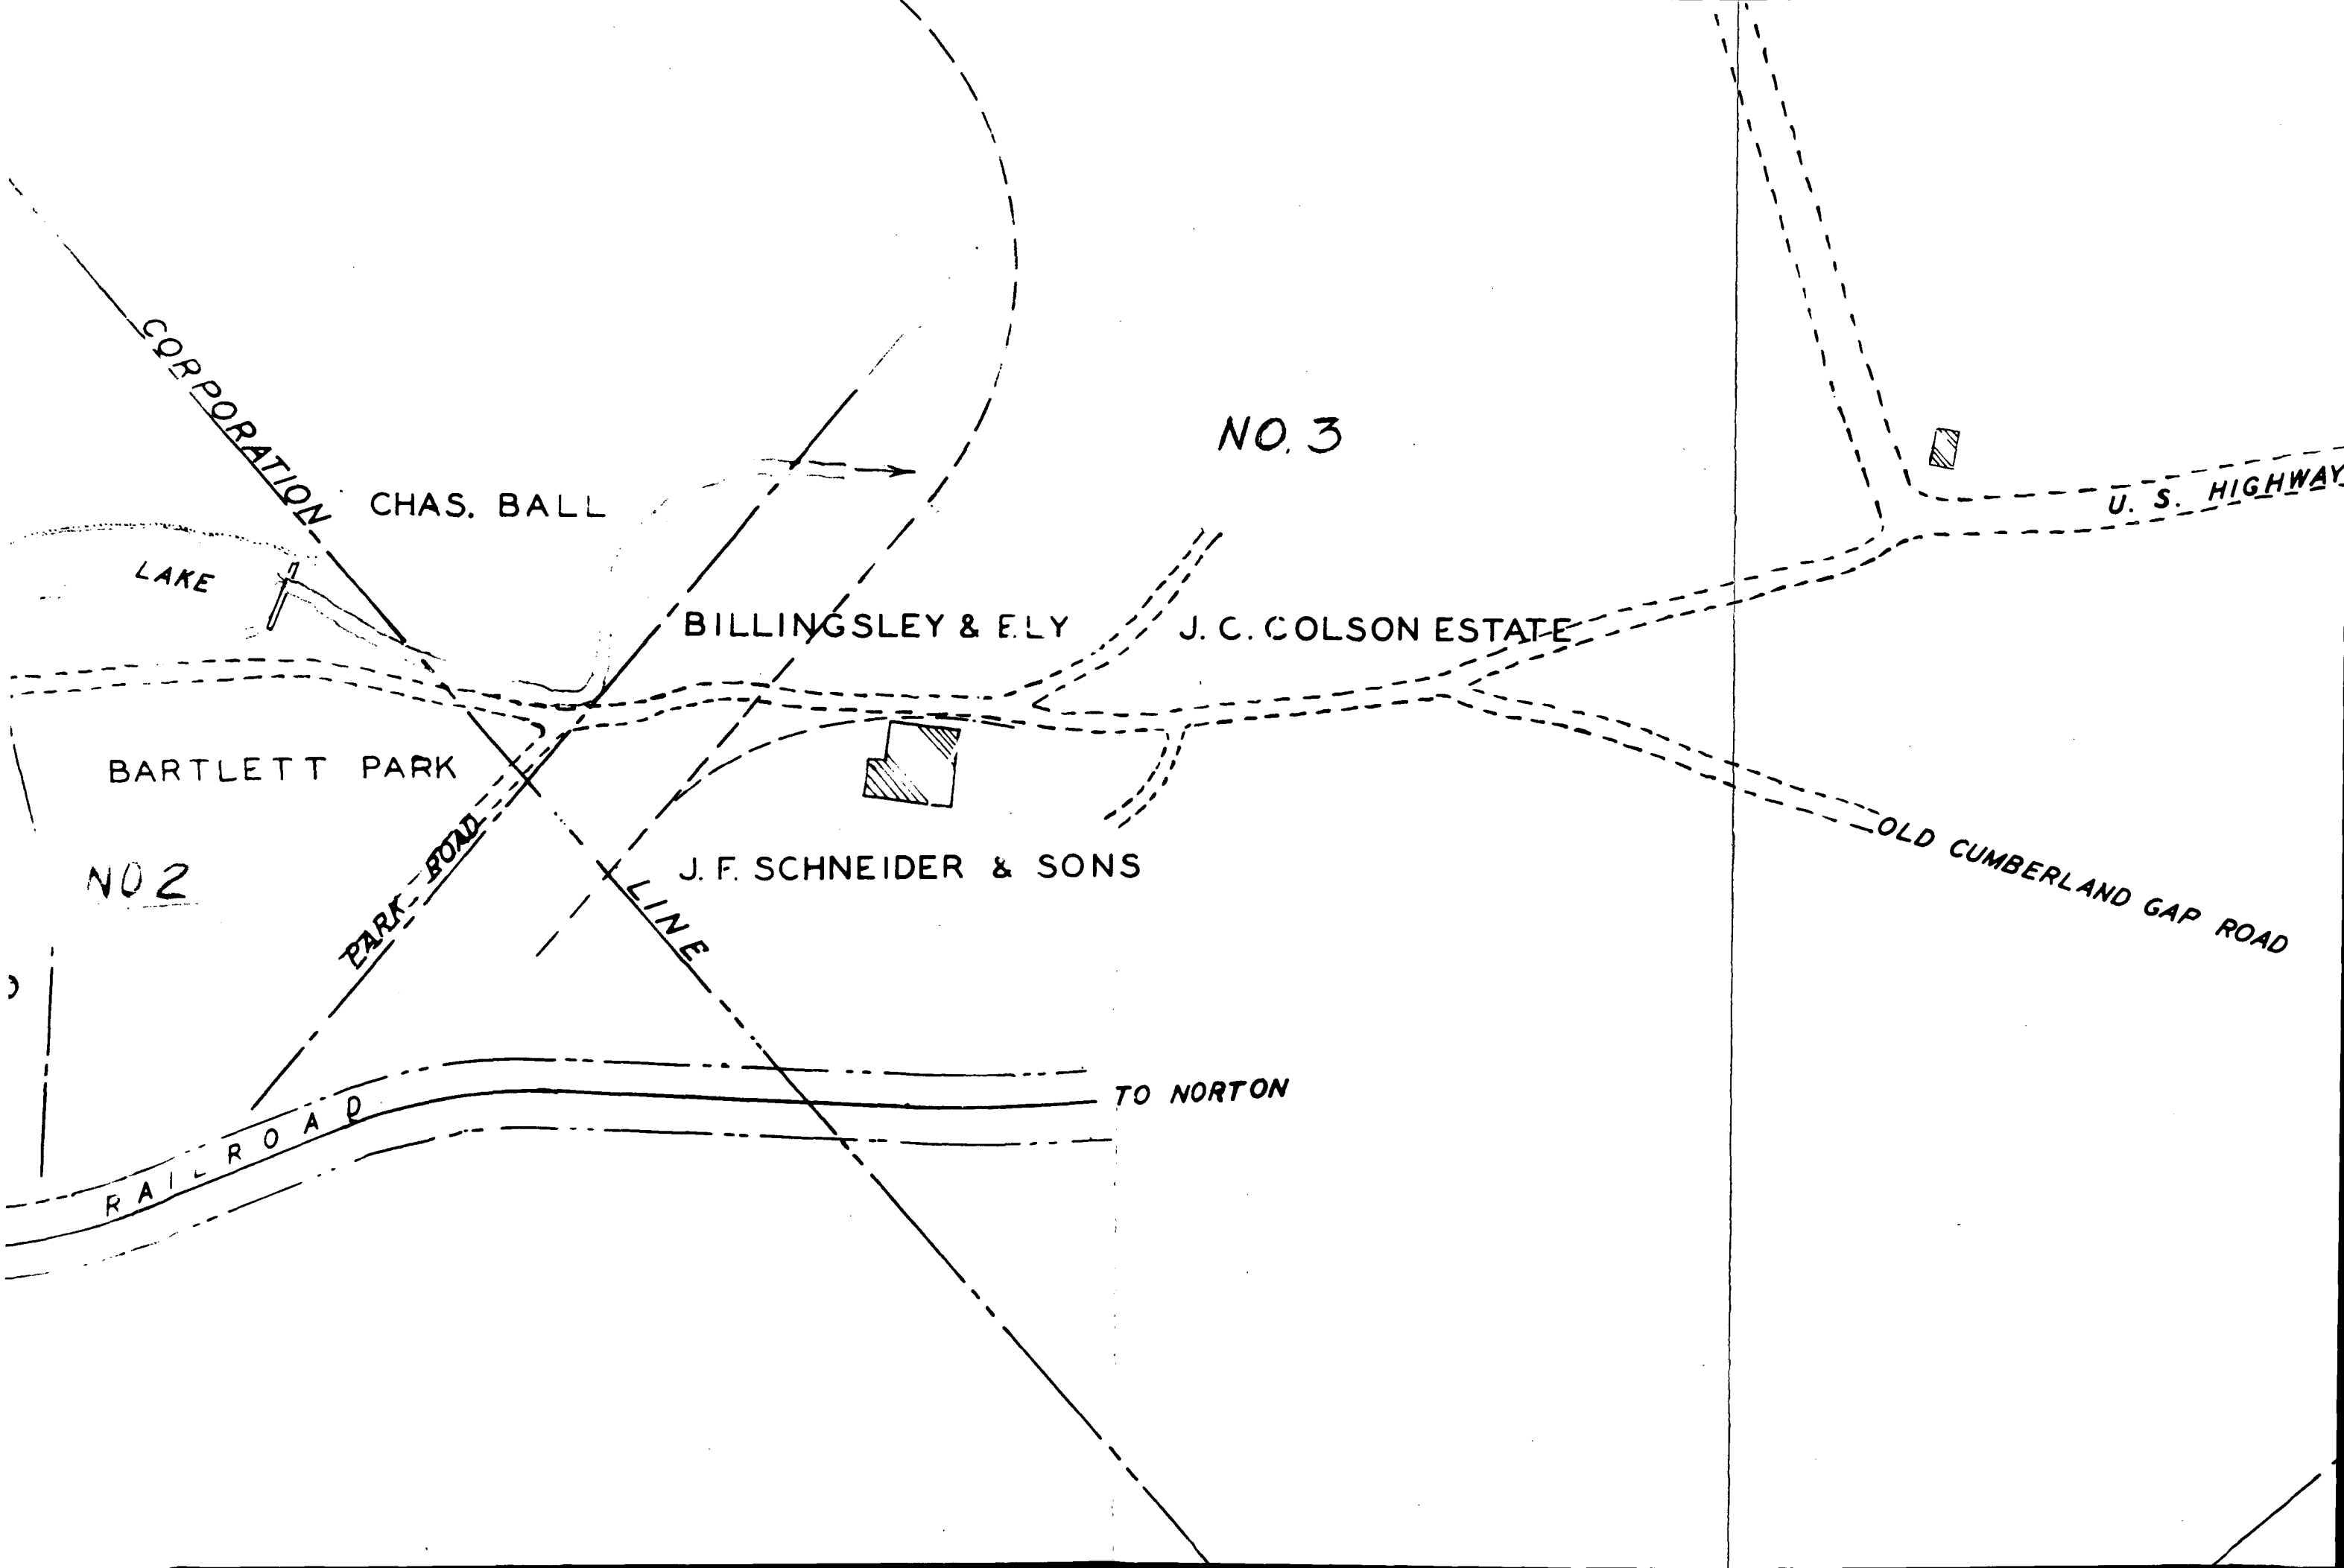 NO. 3
CORPORATION LINE
CHAS. BALL
U. S. HIGHWAY
LAKE
BILLINGSLEY & ELY
J. C. COLSON ESTATE
BARTLETT PARK
PARK ROAD
NO 2
J. F. SCHNEIDER & SONS
OLD CUMBERLAND GAP ROAD
TO NORTON
RAILROAD